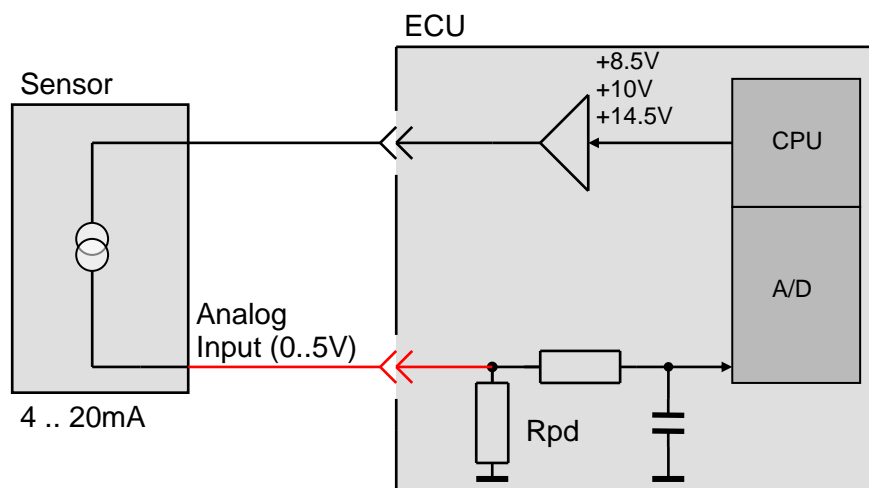 ECU
+8.5V
+10V
+14.5V
Sensor
CPU
A/D
Analog
Input (0..5V)
4 .. 20mA
Rpd